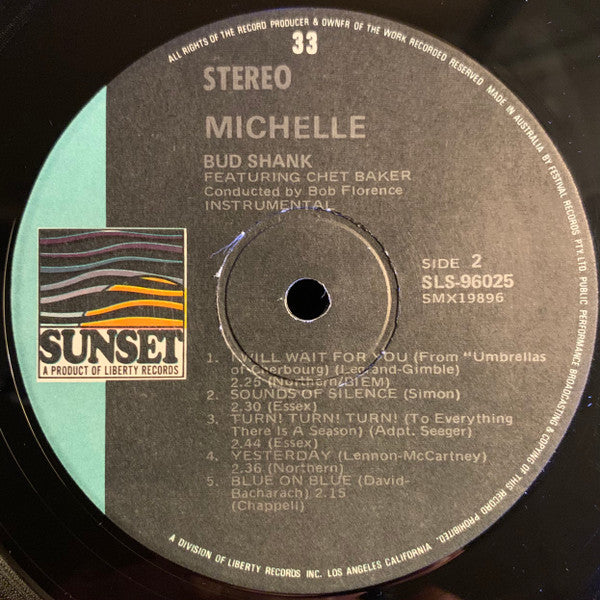 ALL RIGHTS OF THE RECORD PRODUCER & OWNER OF THE WORK RECORDED RESERVED
MADE IN AUSTRALIA BY FESTIVAL RECORDS PTY. LTD. PUBLIC PERFORMANCE BROADCASTING & COPYING OF THIS RECORD PROHIBITED.
33
STEREO
MICHELLE
BUD SHANK
FEATURING CHET BAKER
Conducted by Bob Florence
INSTRUMENTAL
SIDE 2
SLS-96025
SMX19896
SUNSET
A PRODUCT OF LIBERTY RECORDS
1. I WILL WAIT FOR YOU (From "Umbrellas
of Cherbourg) (Legrand-Gimble)
2.25 (Northern/BIEM)
2. SOUNDS OF SILENCE (Simon)
2.30 (Essex)
3. TURN! TURN! TURN! (To Everything
There Is A Season) (Adpt. Seeger)
2.44 (Essex)
4. YESTERDAY (Lennon-McCartney)
2.36 (Northern)
5. BLUE ON BLUE (David-
Bacharach) 2.15
(Chappell)
A DIVISION OF LIBERTY RECORDS INC. LOS ANGELES CALIFORNIA